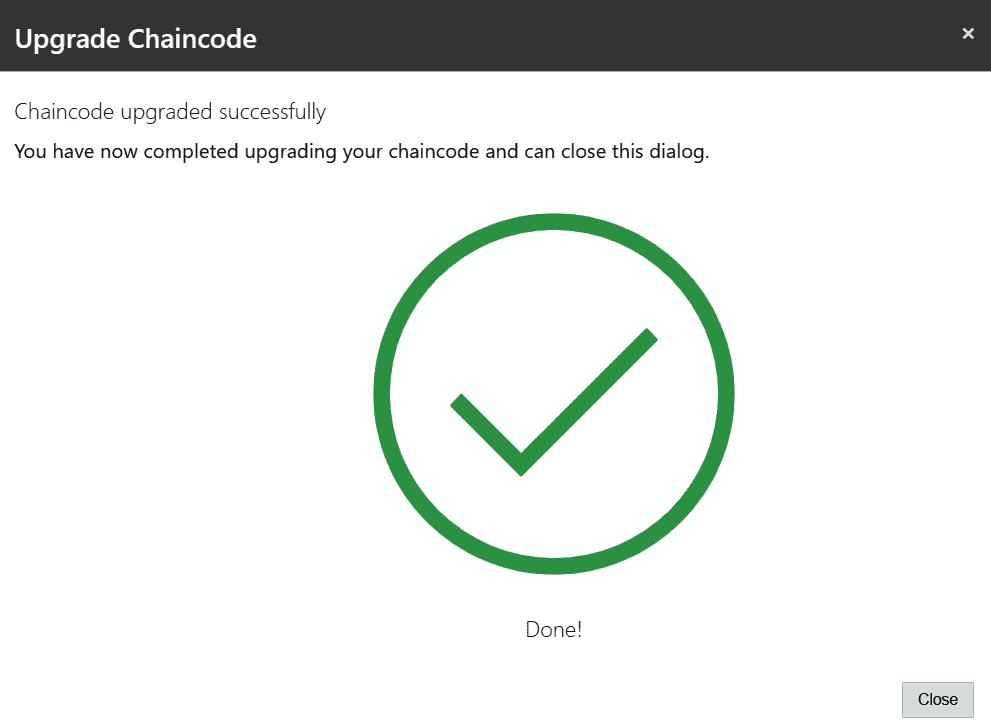 Upgrade Chaincode
×
Chaincode upgraded successfully
You have now completed upgrading your chaincode and can close this dialog.
Done!
Close